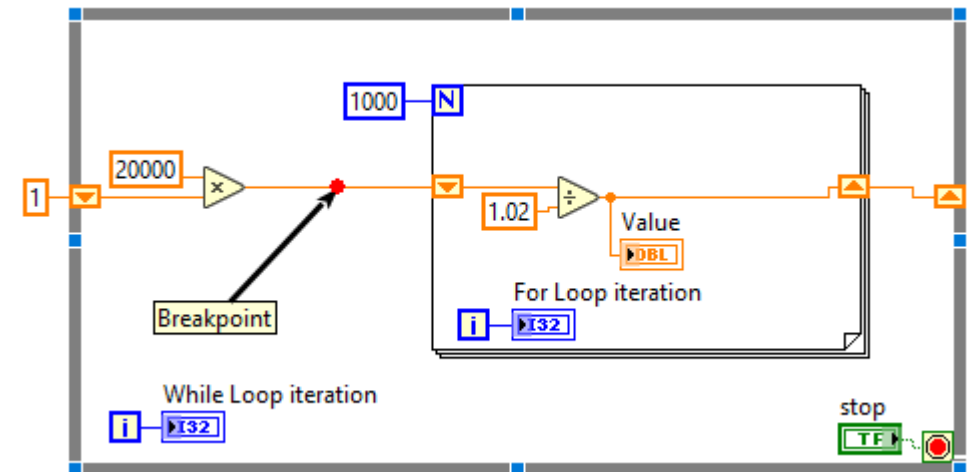 1000
N
20000
×
1
1.02
÷
Value
DBL
For Loop iteration
i
I32
Breakpoint
While Loop iteration
i
I32
stop
TF